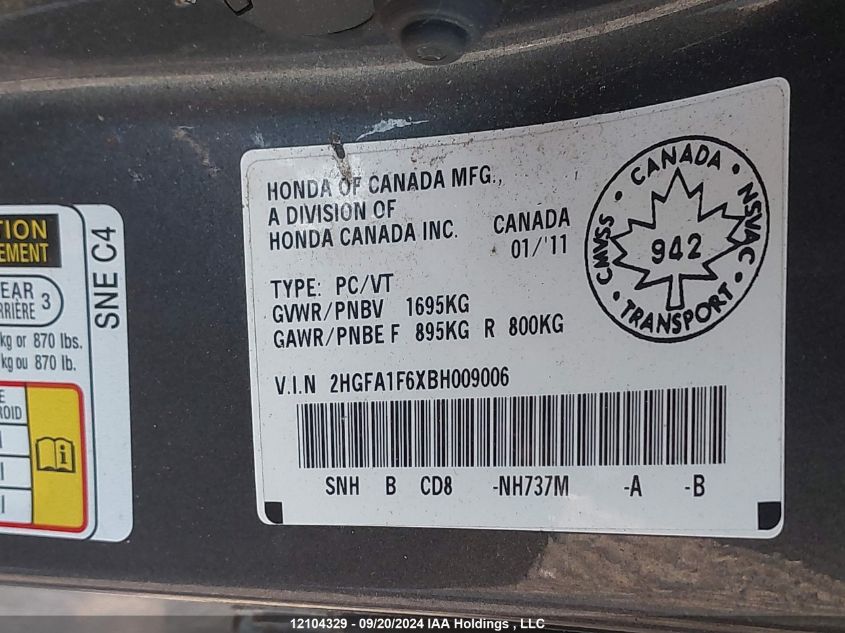 TION
EMENT
EAR 3
RIÈRE
kg or 870 lbs.
kg ou 870 lb.
E
ROID
SNE C4
HONDA OF CANADA MFG.,
A DIVISION OF
HONDA CANADA INC. CANADA
01/'11
TYPE: PC/VT
GVWR/PNBV 1695KG
GAWR/PNBE F 895KG R 800KG
V.I.N 2HGFA1F6XBH009006
SNH B CD8 -NH737M -A -B
CANADA
CMVSS 942 NSVAC
TRANSPORT
12104329 - 09/20/2024 IAA Holdings , LLC